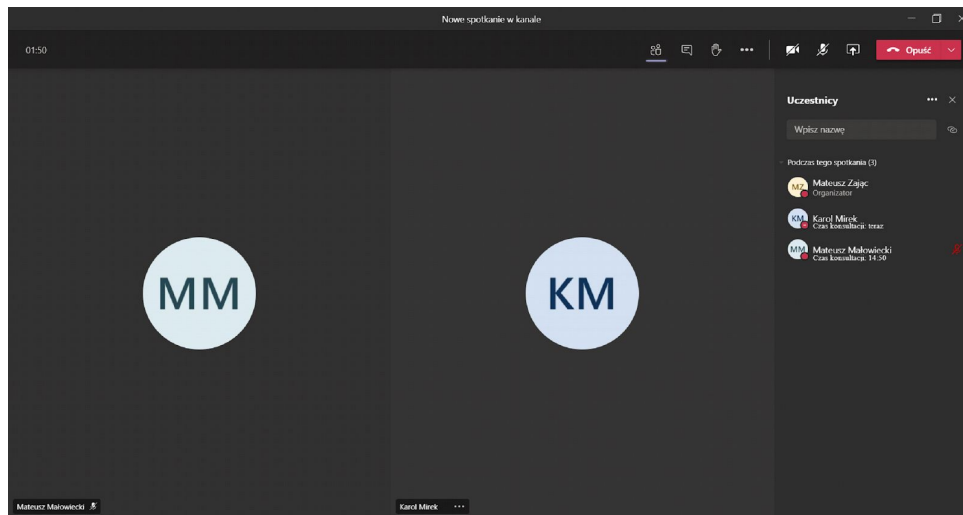 Nowe spotkanie w kanale
01:50
Opuść
MM
KM
Mateusz Małowiecki
Karol Mirek
Uczestnicy
Wpisz nazwę
Podczas tego spotkania (3)
MZ
Mateusz Zając
Organizator
KM
Karol Mirek
Czas konsultacji: teraz
MM
Mateusz Małowiecki
Czas konsultacji: 14:50